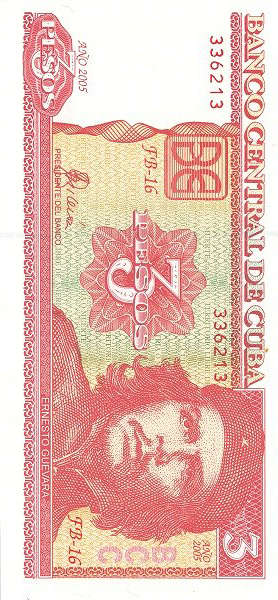 BANCO CENTRAL DE CUBA
336213
3
PESOS
AÑO 2005
FB-16
PRESIDENTE DEL BANCO
3
PESOS
336213
ERNESTO GUEVARA
AÑO
2005
FB-16
BCC
3